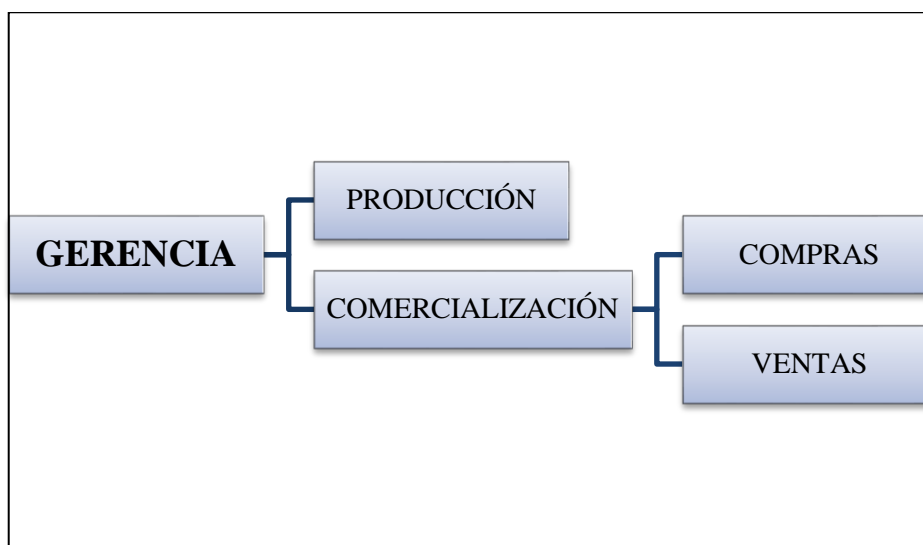 GERENCIA
PRODUCCIÓN
COMERCIALIZACIÓN
COMPRAS
VENTAS